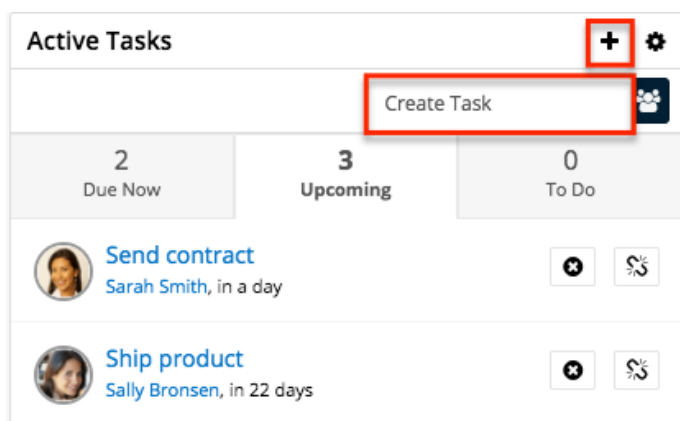 Active Tasks
Create Task
2
Due Now
3
Upcoming
0
To Do
Send contract
Sarah Smith, in a day
Ship product
Sally Bronsen, in 22 days